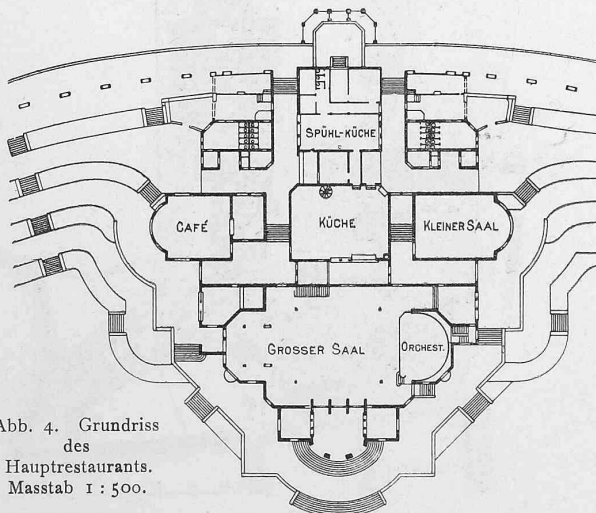 SPÜHL-KÜCHE
CAFÉ
KÜCHE
KLEINER SAAL
GROSSER SAAL
ORCHEST.
Abb. 4. Grundriss
des
Hauptrestaurants.
Masstab 1 : 500.